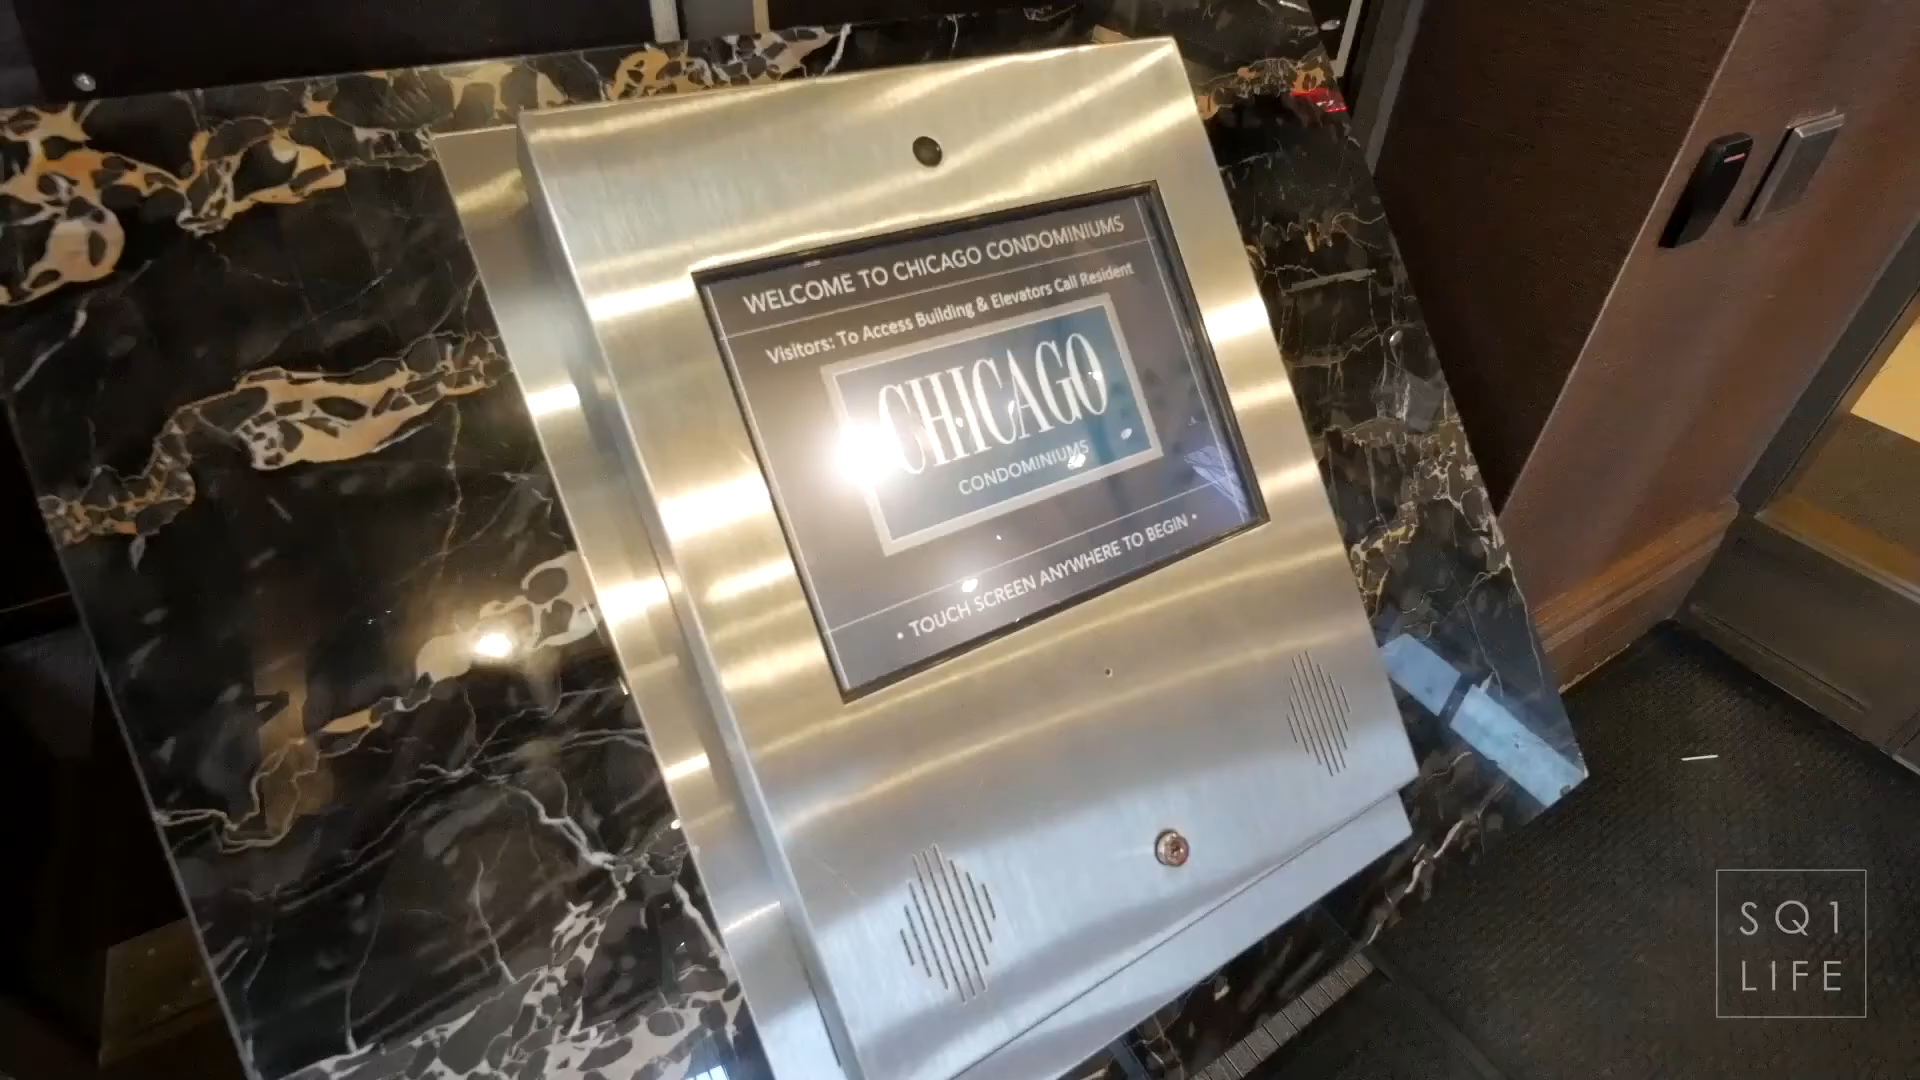 WELCOME TO CHICAGO CONDOMINIUMS
Visitors: To Access Building & Elevators Call Resident
CHICAGO
CONDOMINIUMS
• TOUCH SCREEN ANYWHERE TO BEGIN •
SQ1
LIFE